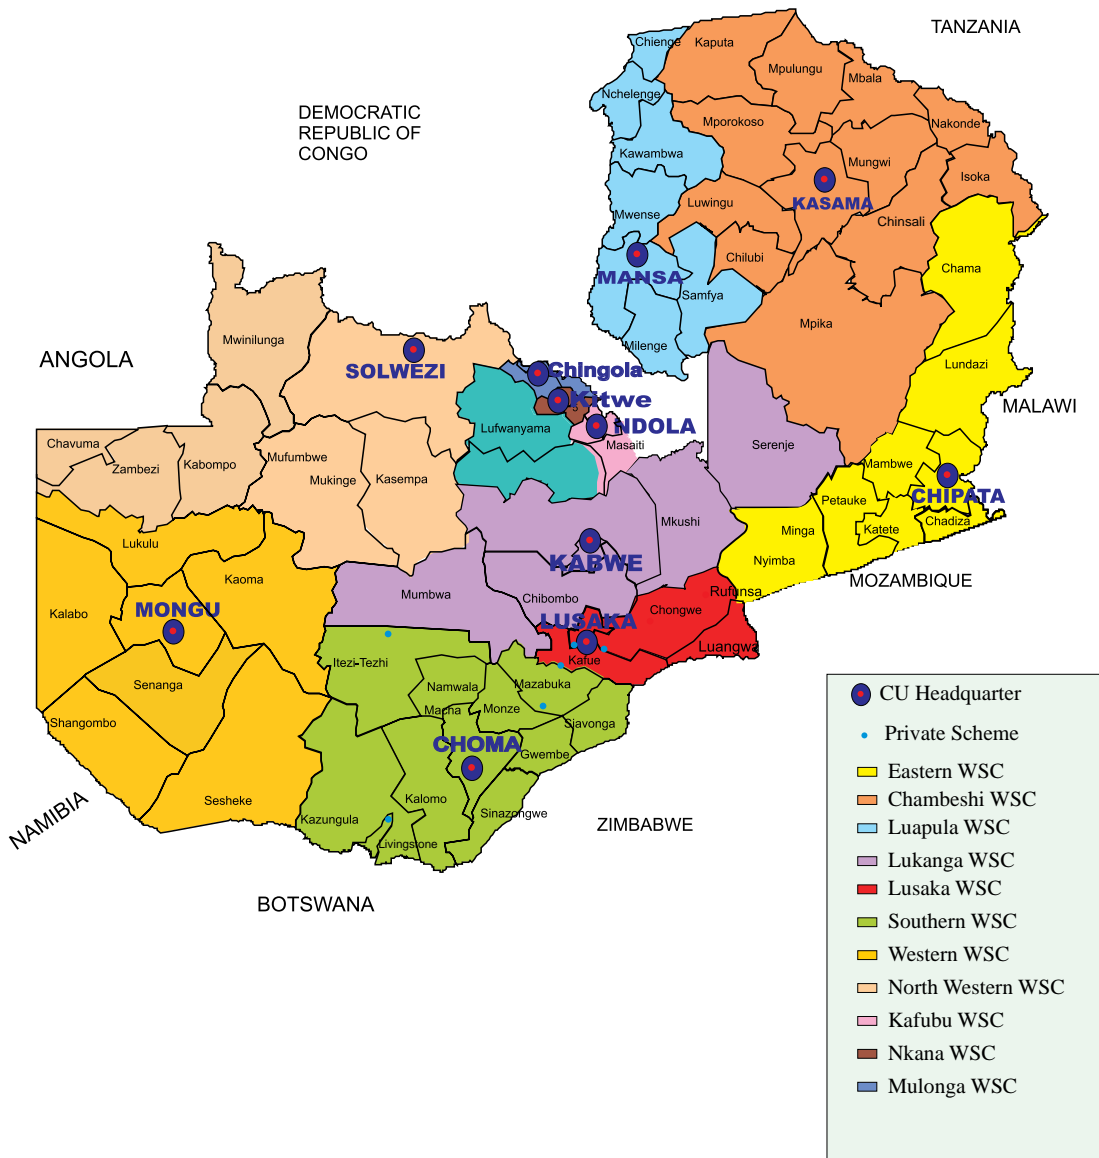 TANZANIA
Chienge
Kaputa
Mpulungu
Mbala
Nchelenge
DEMOCRATIC
REPUBLIC OF
CONGO
Mporokoso
Nakonde
Kawambwa
Mungwi
Isoka
KASAMA
Luwingu
Mwense
Chinsali
Chilubi
Chama
MANSA
Samfya
Mpika
Mwinilunga
Milenge
ANGOLA
SOLWEZI
Chingola
Lundazi
Kitwe
5
MALAWI
NDOLA
Lufwanyama
Chavuma
Masaiti
Serenje
Zambezi
Kabompo
Mufumbwe
Mukinge
Kasempa
Mambwe
CHIPATA
Petauke
Mkushi
Minga
Katete
Chadiza
Lukulu
Nyimba
KABWE
Kaoma
MOZAMBIQUE
Rufunsa
Mumbwa
Chibombo
Kalabo
MONGU
Chongwe
LUSAKA
Luangwa
Itezi-Tezhi
Kafue
Senanga
Namwala
Mazabuka
Macha
Monze
Shangombo
Siavonga
CHOMA
Gwembe
NAMIBIA
Sesheke
Kalomo
Kazungula
Sinazongwe
ZIMBABWE
Livingstone
BOTSWANA
CU Headquarter
Private Scheme
Eastern WSC
Chambeshi WSC
Luapula WSC
Lukanga WSC
Lusaka WSC
Southern WSC
Western WSC
North Western WSC
Kafubu WSC
Nkana WSC
Mulonga WSC